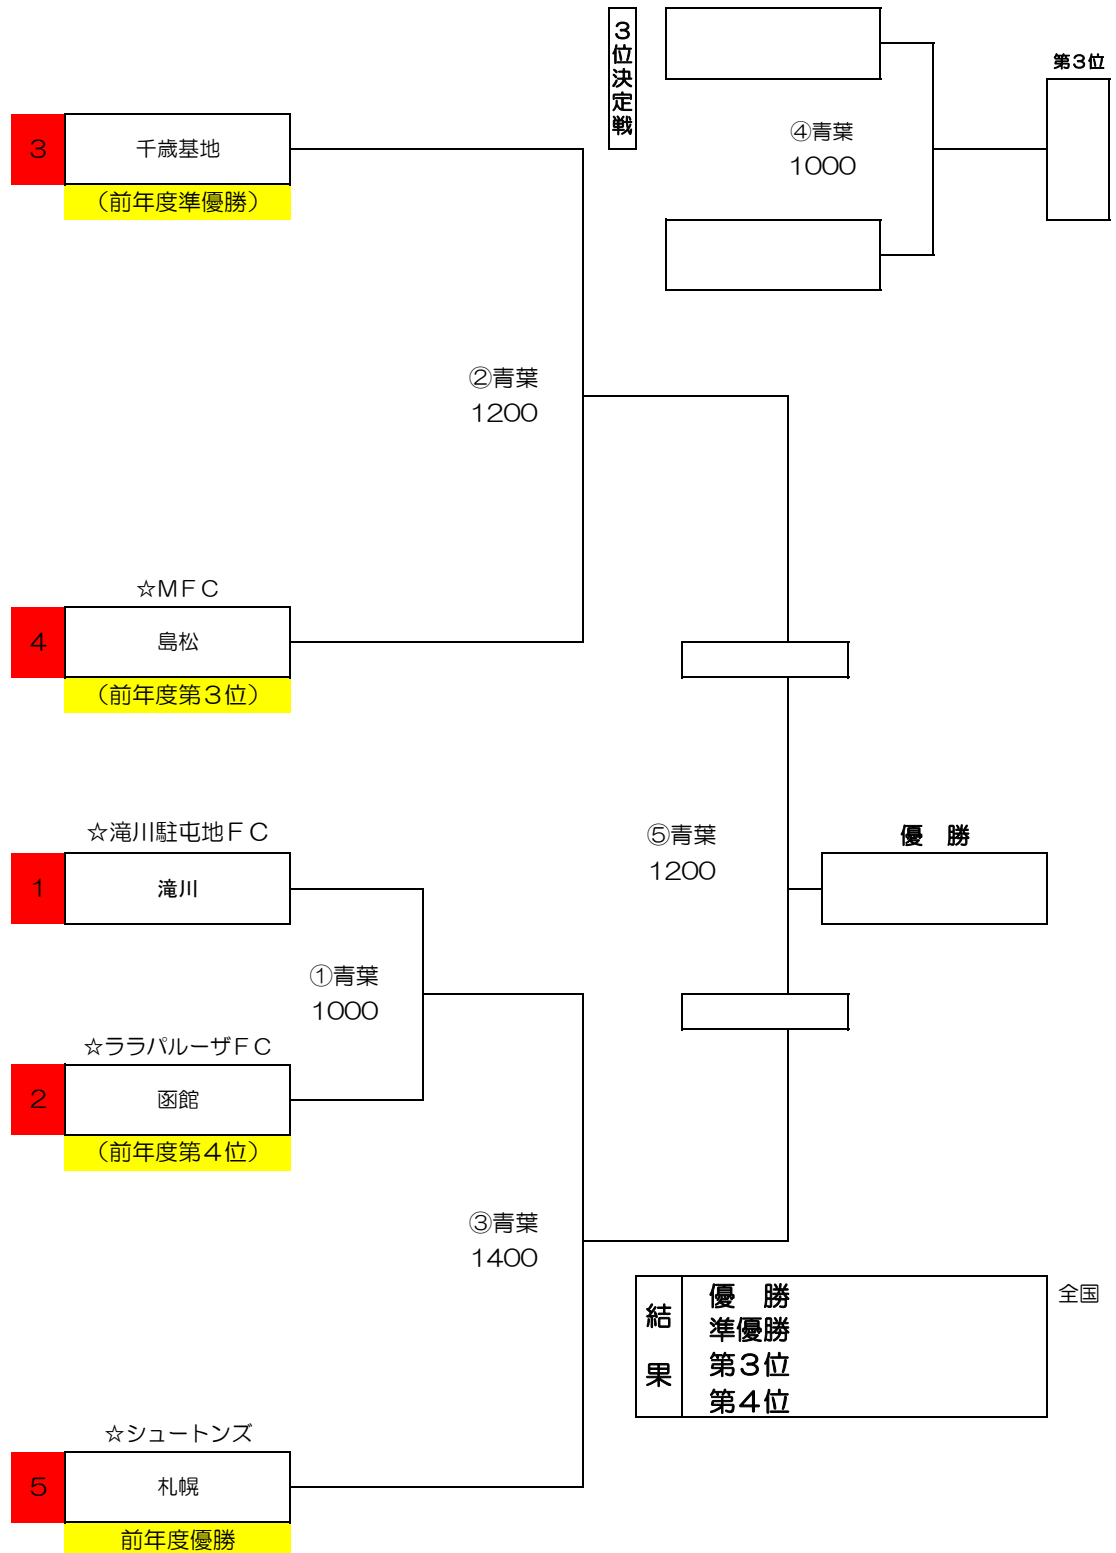 3位決定戦
第3位
④青葉
1000
3
千歳基地
（前年度準優勝）
②青葉
1200
☆MFC
4
島松
（前年度第3位）
☆滝川駐屯地FC
1
滝川
⑤青葉
1200
優　勝
①青葉
1000
☆ララパルーザFC
2
函館
（前年度第4位）
③青葉
1400
結果
優　勝
準優勝
第3位
第4位
全国
☆シュートンズ
5
札幌
前年度優勝